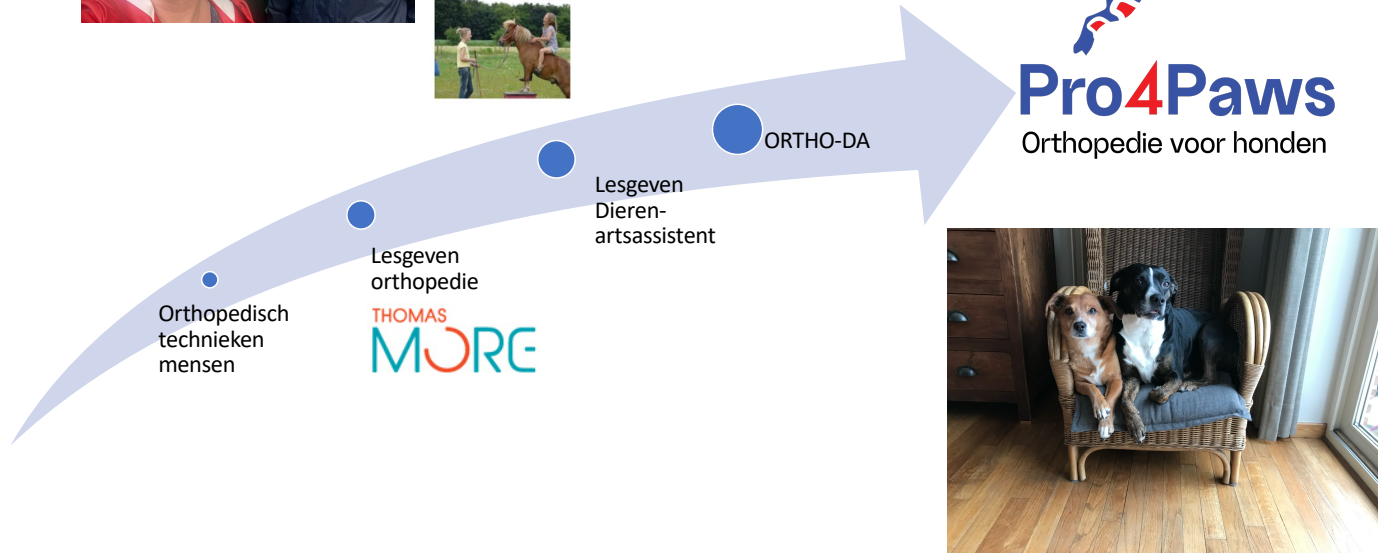 Pro4Paws
Orthopedie voor honden
ORTHO-DA
Lesgeven
Dieren-
artsassistent
Lesgeven
orthopedie
THOMAS
MORE
Orthopedisch
technieken
mensen